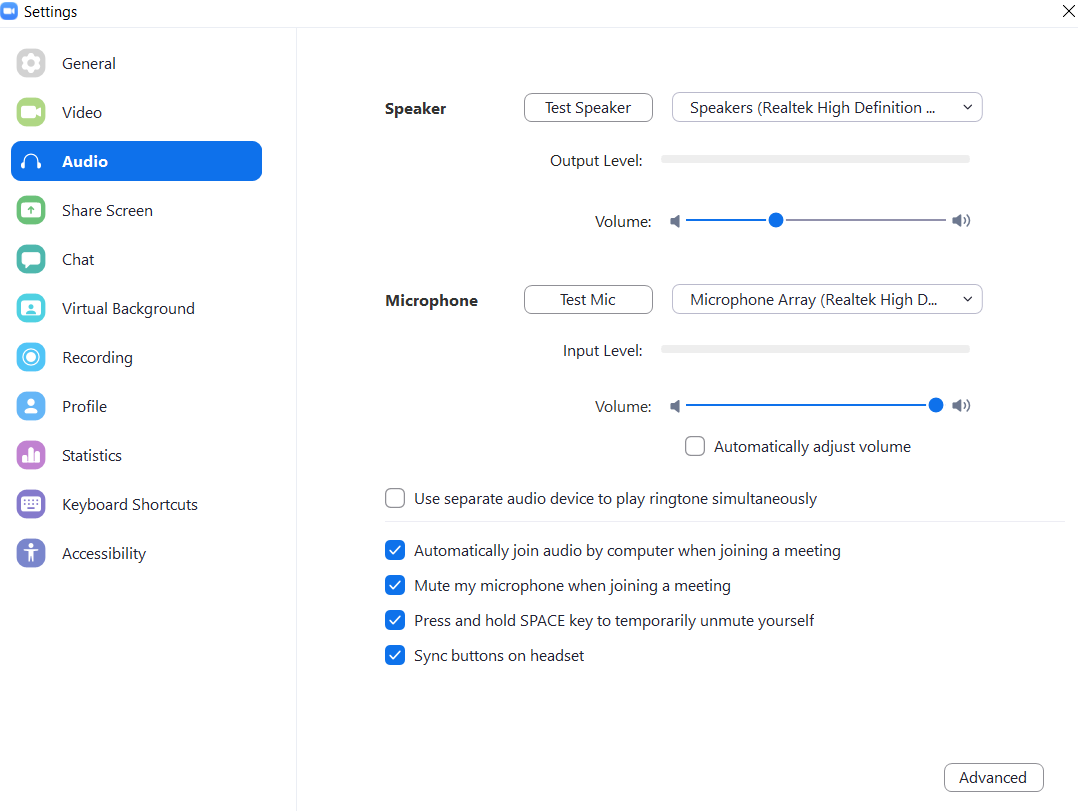 Settings
General
Video
Audio
Share Screen
Chat
Virtual Background
Recording
Profile
Statistics
Keyboard Shortcuts
Accessibility
Speaker
Test Speaker
Speakers (Realtek High Definition ...
Output Level:
Volume:
Microphone
Test Mic
Microphone Array (Realtek High D...
Input Level:
Volume:
Automatically adjust volume
Use separate audio device to play ringtone simultaneously
Automatically join audio by computer when joining a meeting
Mute my microphone when joining a meeting
Press and hold SPACE key to temporarily unmute yourself
Sync buttons on headset
Advanced